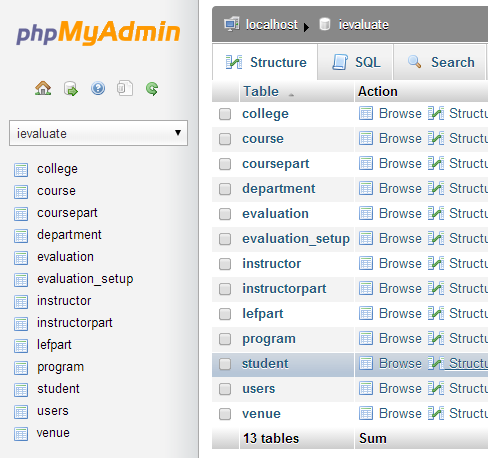 phpMyAdmin
ievaluate
college
course
coursepart
department
evaluation
evaluation_setup
instructor
instructorpart
lefpart
program
student
users
venue
localhost ievaluate
Structure SQL Search
Table Action
college Browse Structu
course Browse Structu
coursepart Browse Structu
department Browse Structu
evaluation Browse Structu
evaluation_setup Browse Structu
instructor Browse Structu
instructorpart Browse Structu
lefpart Browse Structu
program Browse Structu
student Browse Structu
users Browse Structu
venue Browse Structu
13 tables Sum